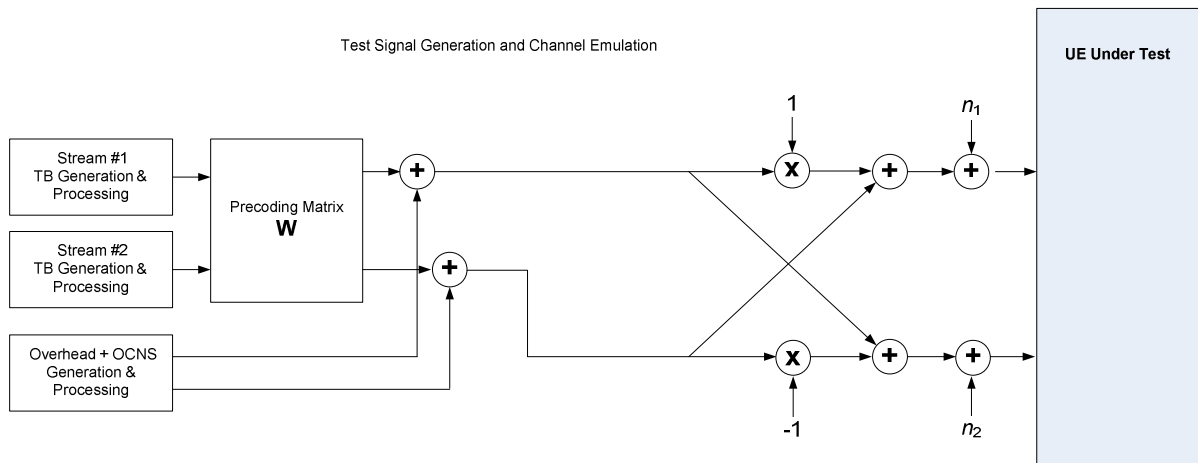 Test Signal Generation and Channel Emulation
UE Under Test
1
n1
Stream #1
TB Generation &
Processing
Precoding Matrix
W
+
x
+
+
Stream #2
TB Generation &
Processing
+
Overhead + OCNS
Generation &
Processing
x
+
+
-1
n2